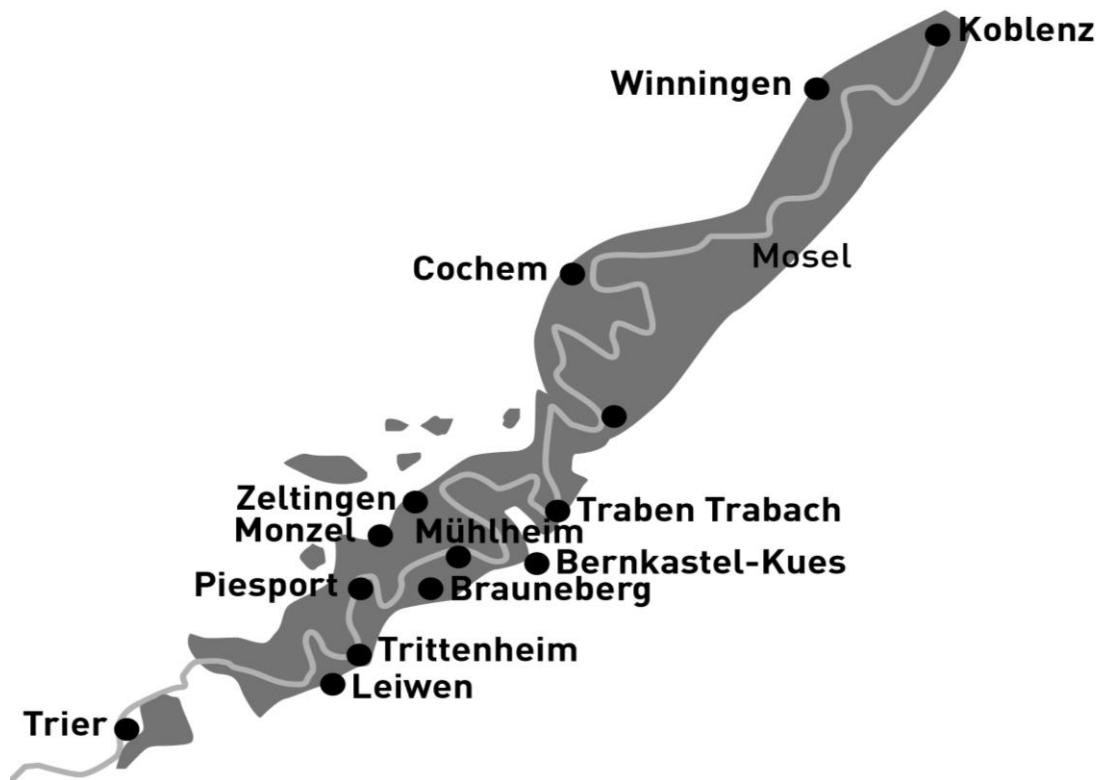 Koblenz
Winningen
Mosel
Cochem
Zeltingen
Traben Trabach
Monzel
Mühlheim
Bernkastel-Kues
Piesport
Brauneberg
Trittenheim
Leiwen
Trier